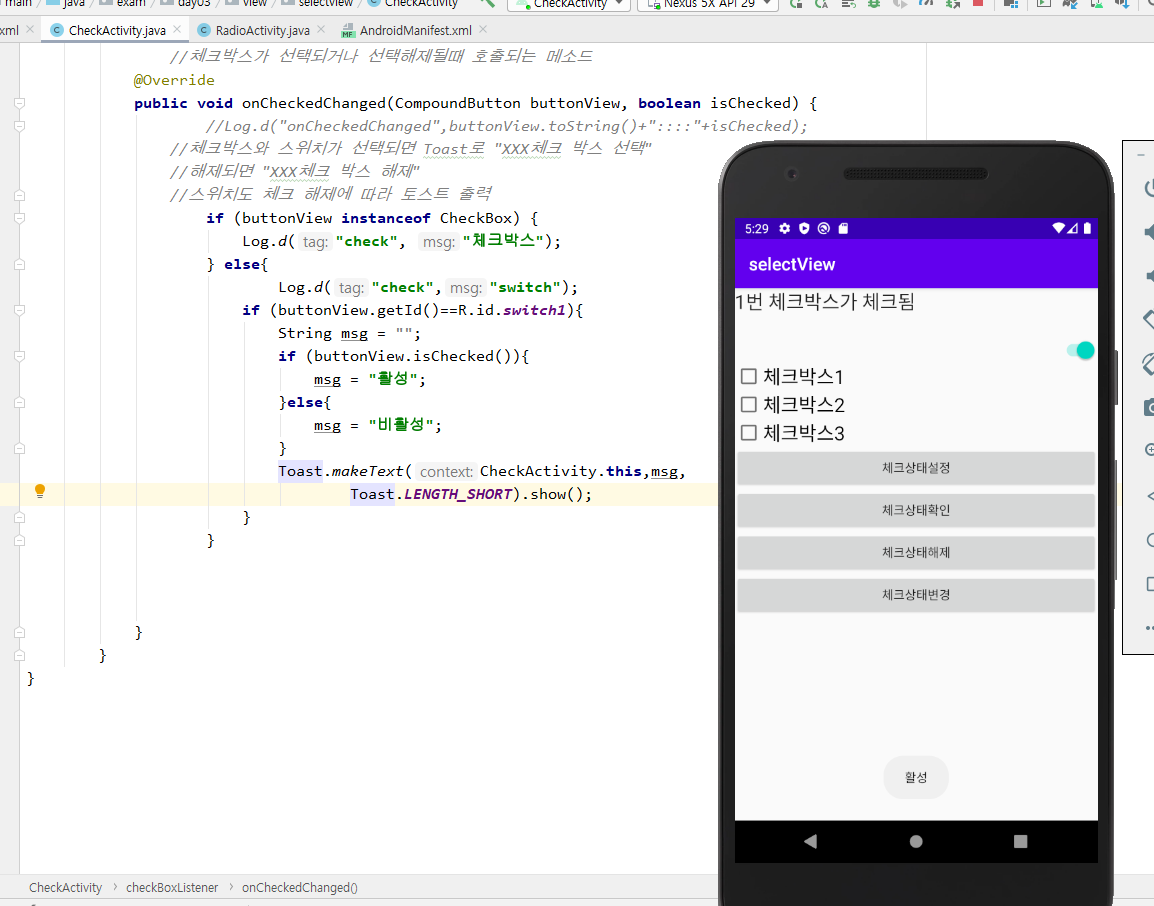 main java exam day03 view selectview CheckActivity CheckActivity Nexus 5X API 29
xml CheckActivity.java RadioActivity.java AndroidManifest.xml
//체크박스가 선택되거나 선택해제될때 호출되는 메소드
@Override
public void onCheckedChanged(CompoundButton buttonView, boolean isChecked) {
//Log.d("onCheckedChanged",buttonView.toString()+"::::"+isChecked);
//체크박스와 스위치가 선택되면 Toast로 "XXX체크 박스 선택"
//해제되면 "XXX체크 박스 해제"
//스위치도 체크 해제에 따라 토스트 출력
if (buttonView instanceof CheckBox) {
Log.d( tag: "check", msg: "체크박스");
} else{
Log.d( tag: "check", msg: "switch");
if (buttonView.getId()==R.id.switch1){
String msg = "";
if (buttonView.isChecked()){
msg = "활성";
}else{
msg = "비활성";
}
Toast.makeText( context: CheckActivity.this,msg,
Toast.LENGTH_SHORT).show();
}
}
}
}
}
CheckActivity › checkBoxListener › onCheckedChanged()
5:29
selectView
1번 체크박스가 체크됨
체크박스1
체크박스2
체크박스3
체크상태설정
체크상태확인
체크상태해제
체크상태변경
활성